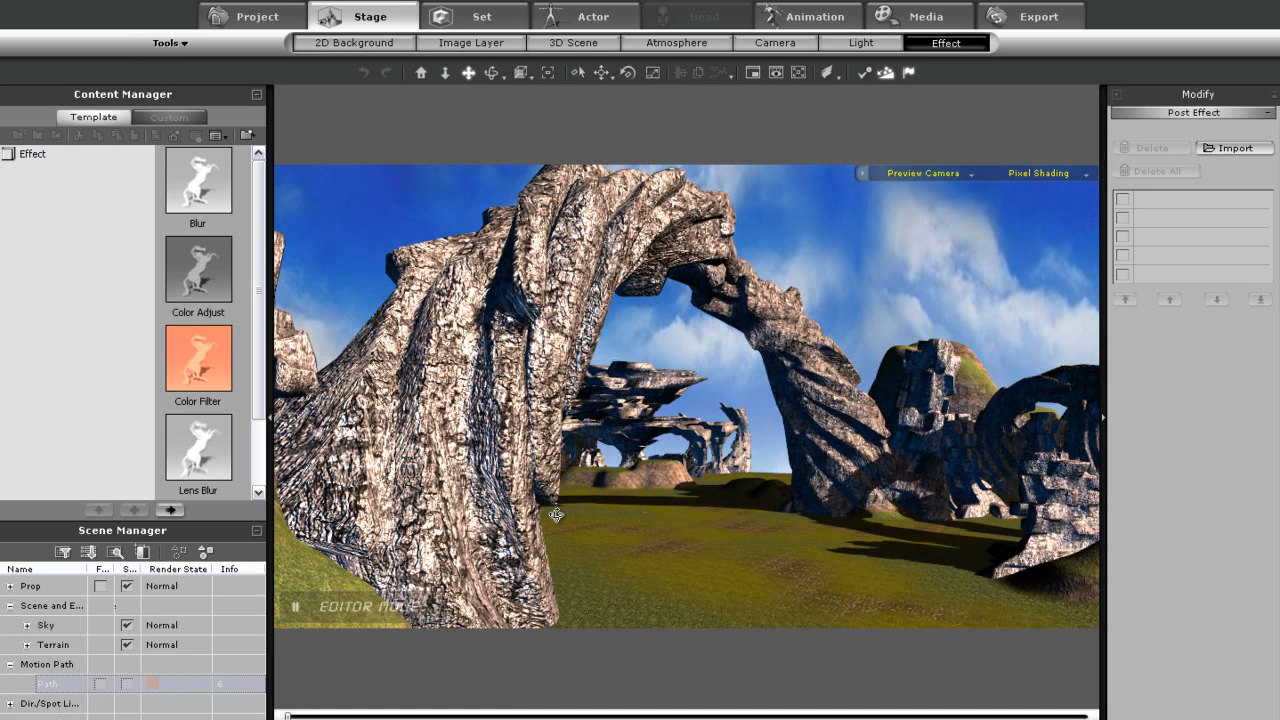 Project Stage Set Actor Head Animation Media Export
Tools 2D Background Image Layer 3D Scene Atmosphere Camera Light Effect
Content Manager
Template Custom
Effect
Blur
Color Adjust
Color Filter
Lens Blur
Scene Manager
Name F... S... Render State Info
Prop Normal
Scene and E...
Sky Normal
Terrain Normal
Motion Path
Path 6
Dir./Spot Li...
Preview Camera Pixel Shading
EDITOR MODE
Modify
Post Effect
Delete Import
Delete All